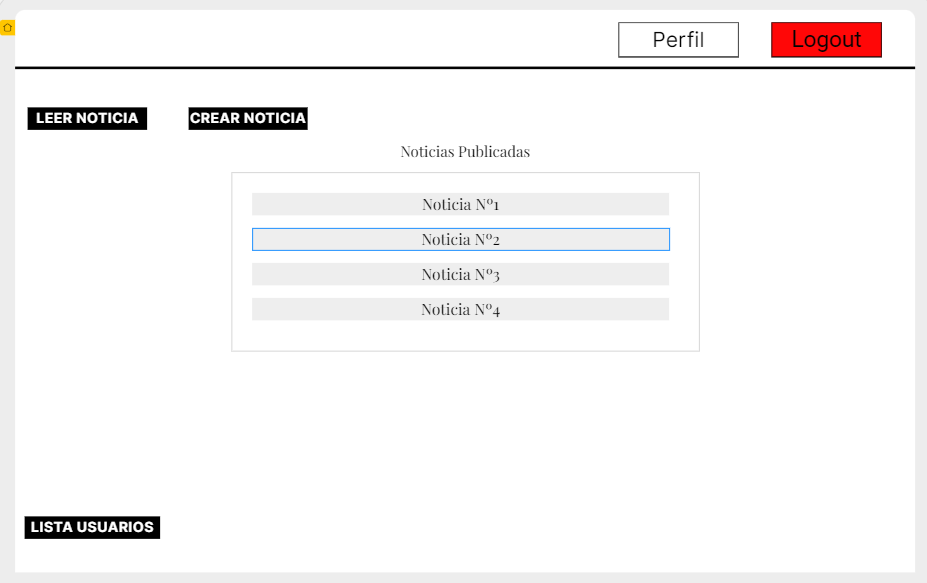 Perfil
Logout
LEER NOTICIA
CREAR NOTICIA
Noticias Publicadas
Noticia Nº1
Noticia Nº2
Noticia Nº3
Noticia Nº4
LISTA USUARIOS